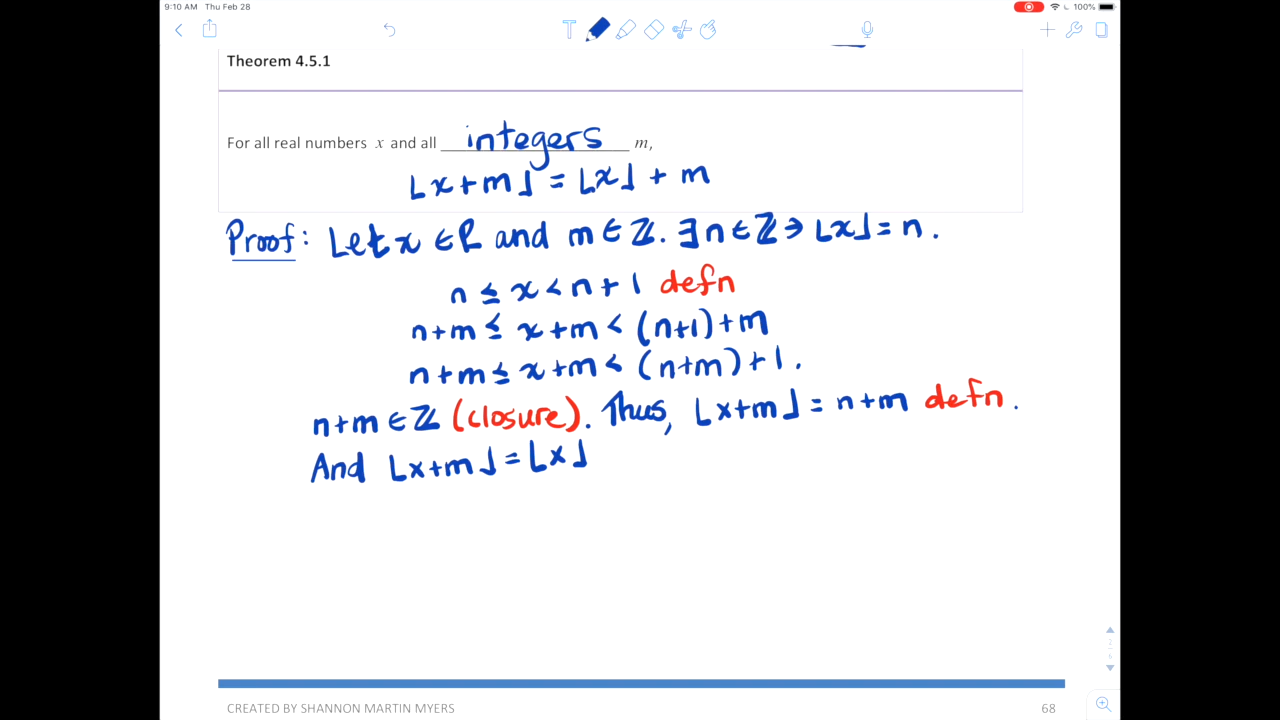 9:10 AM Thu Feb 28
100%
T
Theorem 4.5.1
For all real numbers x and all integers m,
⌊x+m⌋ = ⌊x⌋ + m
Proof: Let x ∈ R and m ∈ ℤ. ∃n ∈ ℤ ∋ ⌊x⌋ = n.
n ≤ x < n + 1 defn
n+m ≤ x+m < (n+1)+m
n+m ≤ x+m < (n+m)+1.
n+m ∈ ℤ (closure). Thus, ⌊x+m⌋ = n+m defn.
And ⌊x+m⌋ = ⌊x⌋
CREATED BY SHANNON MARTIN MYERS
68